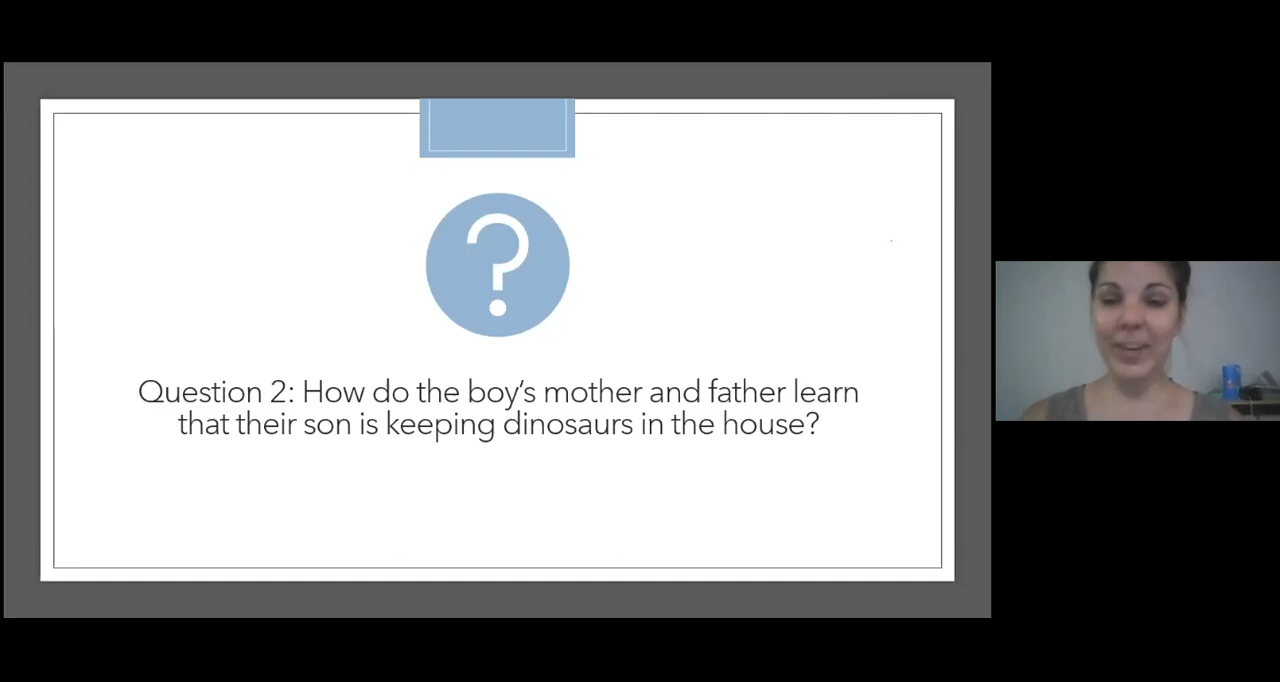 ?
Question 2: How do the boy’s mother and father learn
that their son is keeping dinosaurs in the house?